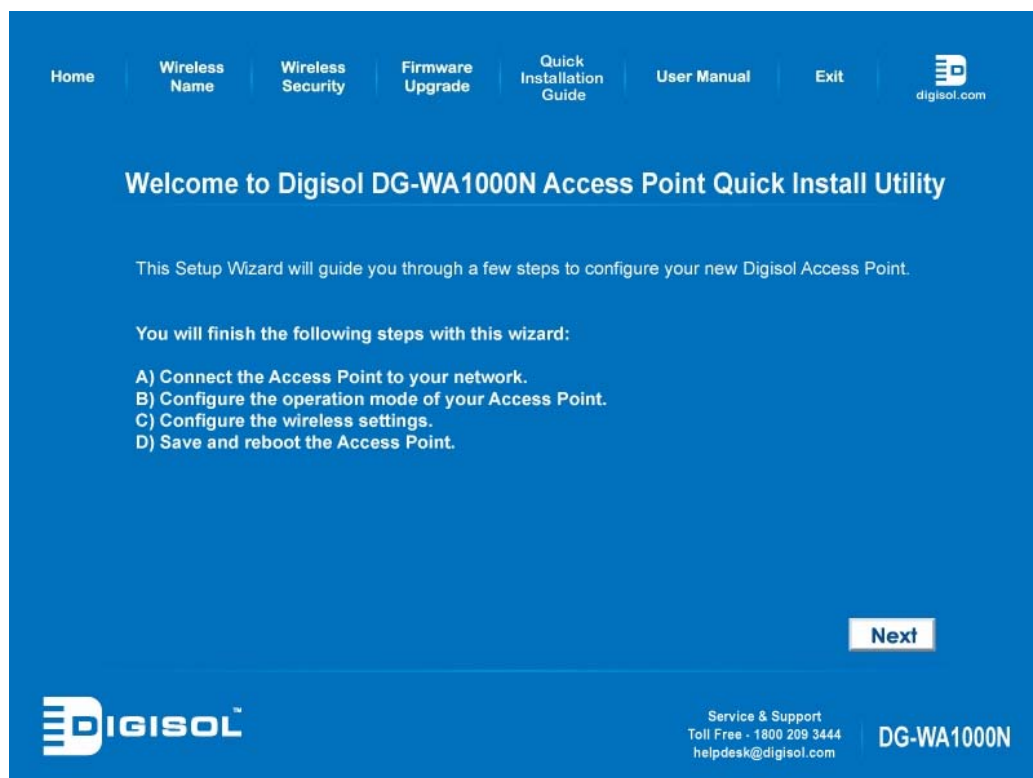 Home
Wireless Name
Wireless Security
Firmware Upgrade
Quick Installation Guide
User Manual
Exit
digisol.com
Welcome to Digisol DG-WA1000N Access Point Quick Install Utility
This Setup Wizard will guide you through a few steps to configure your new Digisol Access Point.
You will finish the following steps with this wizard:
A) Connect the Access Point to your network.
B) Configure the operation mode of your Access Point.
C) Configure the wireless settings.
D) Save and reboot the Access Point.
Next
DIGISOL™
Service & Support
Toll Free - 1800 209 3444
helpdesk@digisol.com
DG-WA1000N